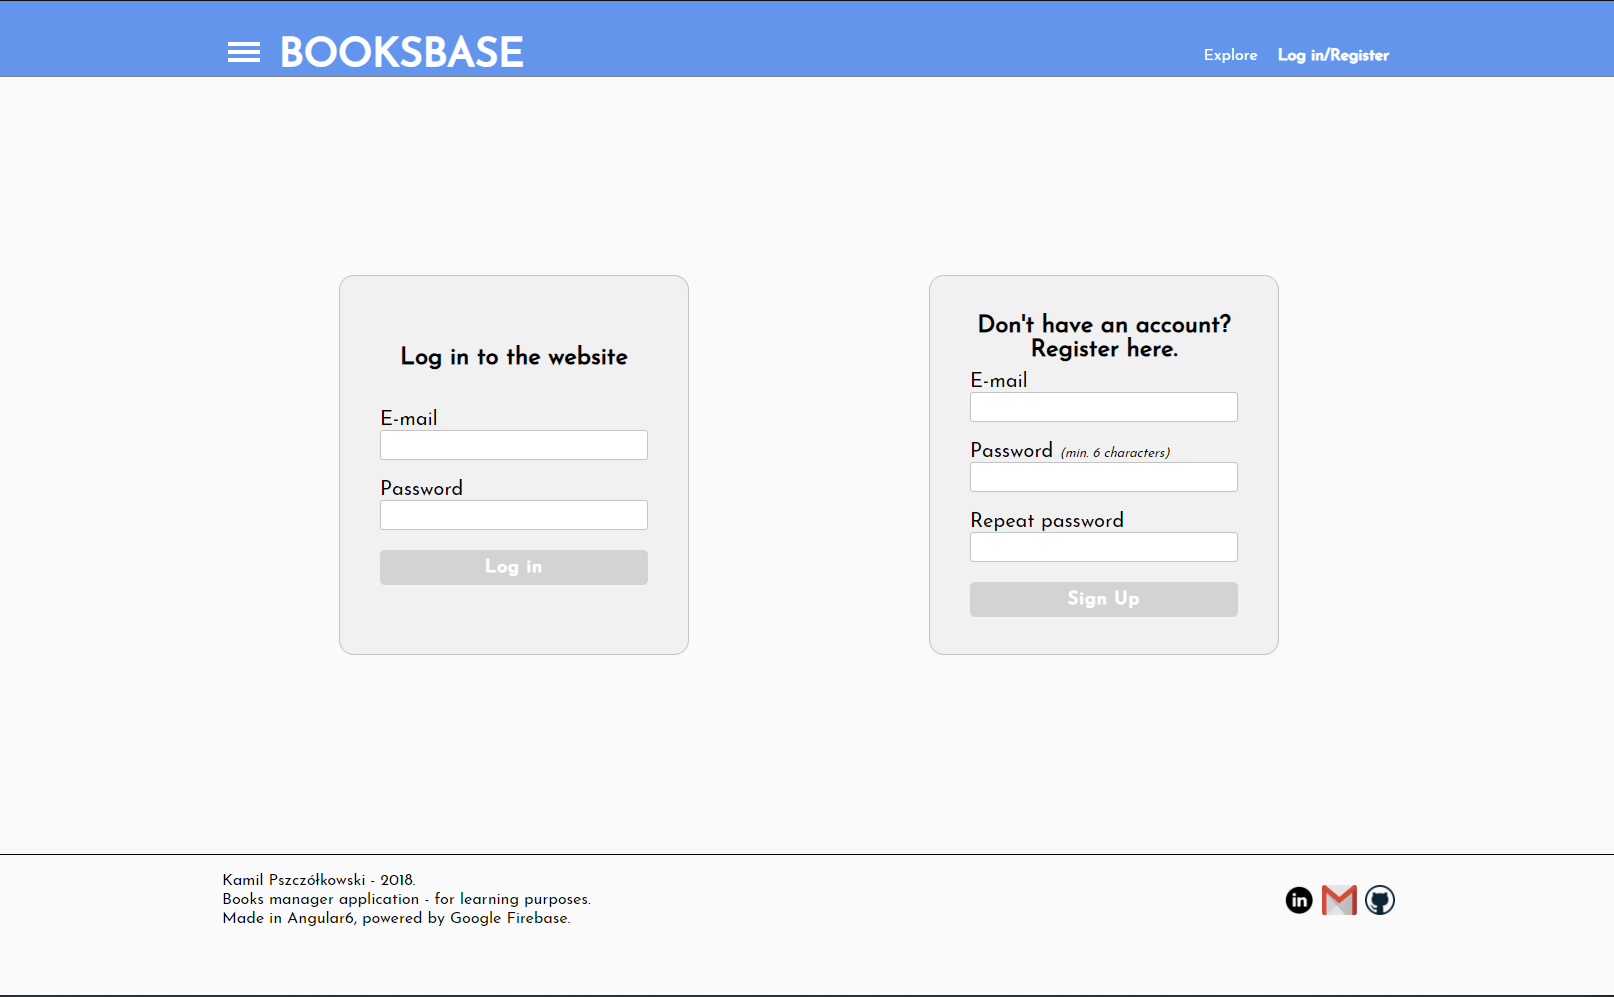 BOOKSBASE
Explore
Log in/Register
Log in to the website
E-mail
Password
Log in
Don't have an account?
Register here.
E-mail
Password (min. 6 characters)
Repeat password
Sign Up
Kamil Pszczółkowski - 2018.
Books manager application - for learning purposes.
Made in Angular6, powered by Google Firebase.
in